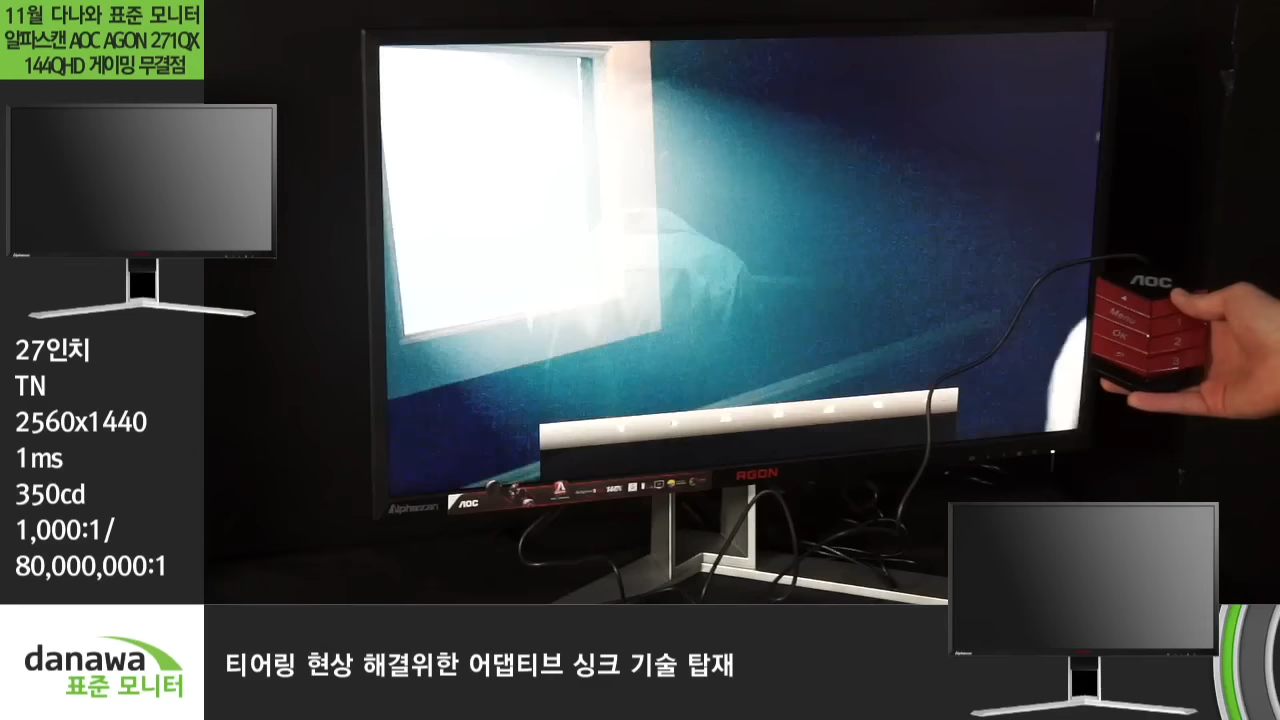 11월 다나와 표준 모니터
알파스캔 AOC AGON 271QX
144QHD 게이밍 무결점
27인치
TN
2560x1440
1ms
350cd
1,000:1/
80,000,000:1
AOC
Menu
OK
1
2
3
AGON
Alphascan
AOC
danawa
표준 모니터
티어링 현상 해결위한 어댑티브 싱크 기술 탑재